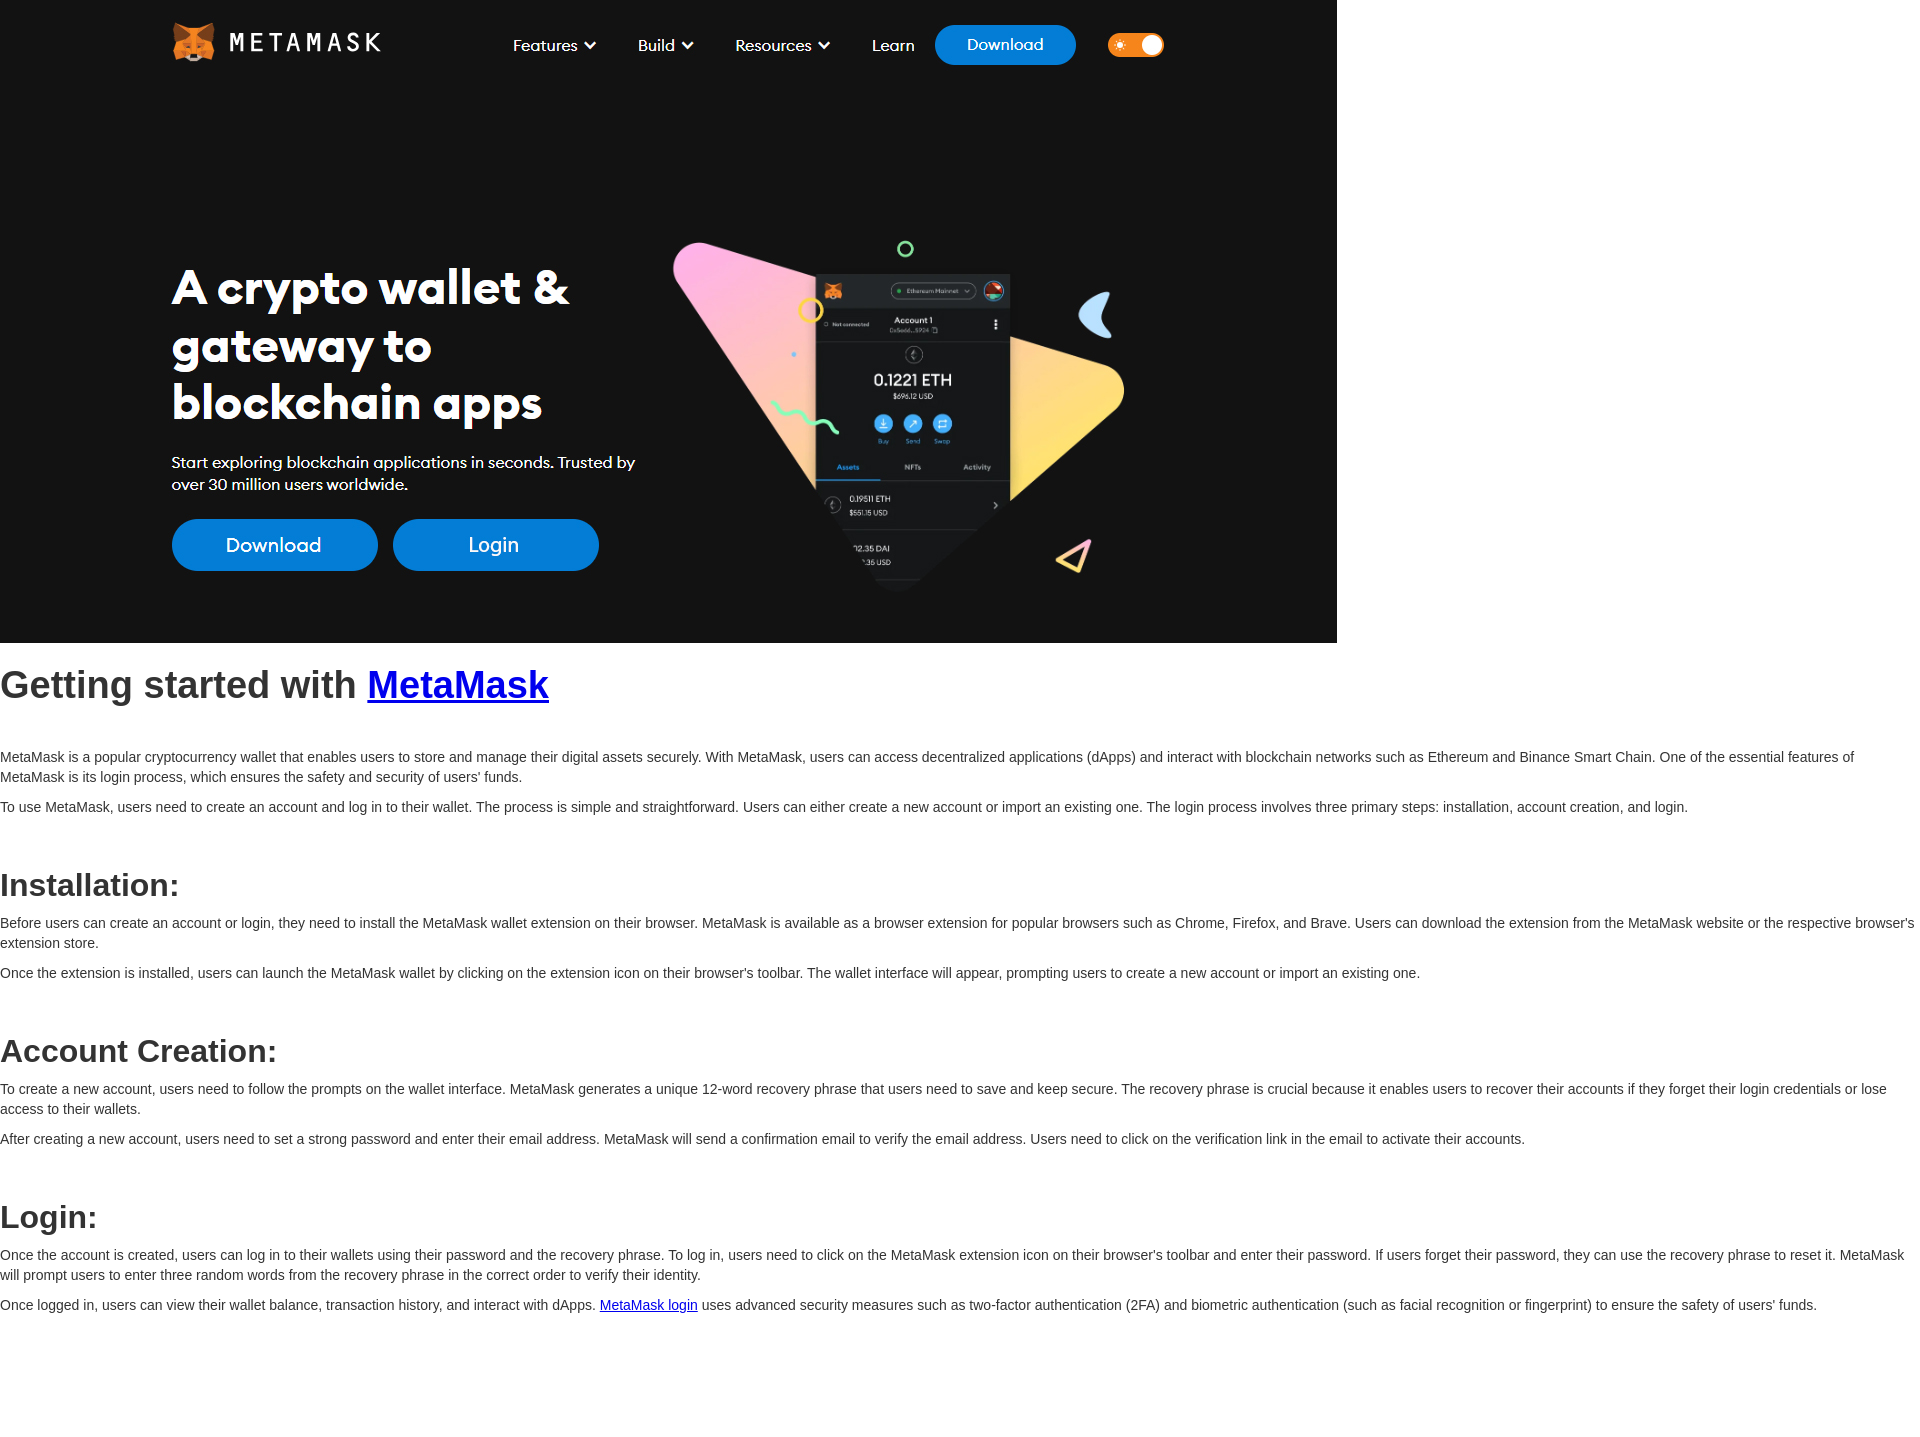 METAMASK
Features Build Resources Learn Download
A crypto wallet &
gateway to
blockchain apps
Start exploring blockchain applications in seconds. Trusted by
over 30 million users worldwide.
Download Login
Ethereum Mainnet
Not connected
Account 1
0.1221 ETH
$696.12 USD
Buy Send Swap
Assets NFTs Activity
0.19511 ETH
$551.15 USD
02.35 DAI
.35 USD
Getting started with MetaMask
MetaMask is a popular cryptocurrency wallet that enables users to store and manage their digital assets securely. With MetaMask, users can access decentralized applications (dApps) and interact with blockchain networks such as Ethereum and Binance Smart Chain. One of the essential features of
MetaMask is its login process, which ensures the safety and security of users' funds.
To use MetaMask, users need to create an account and log in to their wallet. The process is simple and straightforward. Users can either create a new account or import an existing one. The login process involves three primary steps: installation, account creation, and login.
Installation:
Before users can create an account or login, they need to install the MetaMask wallet extension on their browser. MetaMask is available as a browser extension for popular browsers such as Chrome, Firefox, and Brave. Users can download the extension from the MetaMask website or the respective browser's
extension store.
Once the extension is installed, users can launch the MetaMask wallet by clicking on the extension icon on their browser's toolbar. The wallet interface will appear, prompting users to create a new account or import an existing one.
Account Creation:
To create a new account, users need to follow the prompts on the wallet interface. MetaMask generates a unique 12-word recovery phrase that users need to save and keep secure. The recovery phrase is crucial because it enables users to recover their accounts if they forget their login credentials or lose
access to their wallets.
After creating a new account, users need to set a strong password and enter their email address. MetaMask will send a confirmation email to verify the email address. Users need to click on the verification link in the email to activate their accounts.
Login:
Once the account is created, users can log in to their wallets using their password and the recovery phrase. To log in, users need to click on the MetaMask extension icon on their browser's toolbar and enter their password. If users forget their password, they can use the recovery phrase to reset it. MetaMask
will prompt users to enter three random words from the recovery phrase in the correct order to verify their identity.
Once logged in, users can view their wallet balance, transaction history, and interact with dApps. MetaMask login uses advanced security measures such as two-factor authentication (2FA) and biometric authentication (such as facial recognition or fingerprint) to ensure the safety of users' funds.